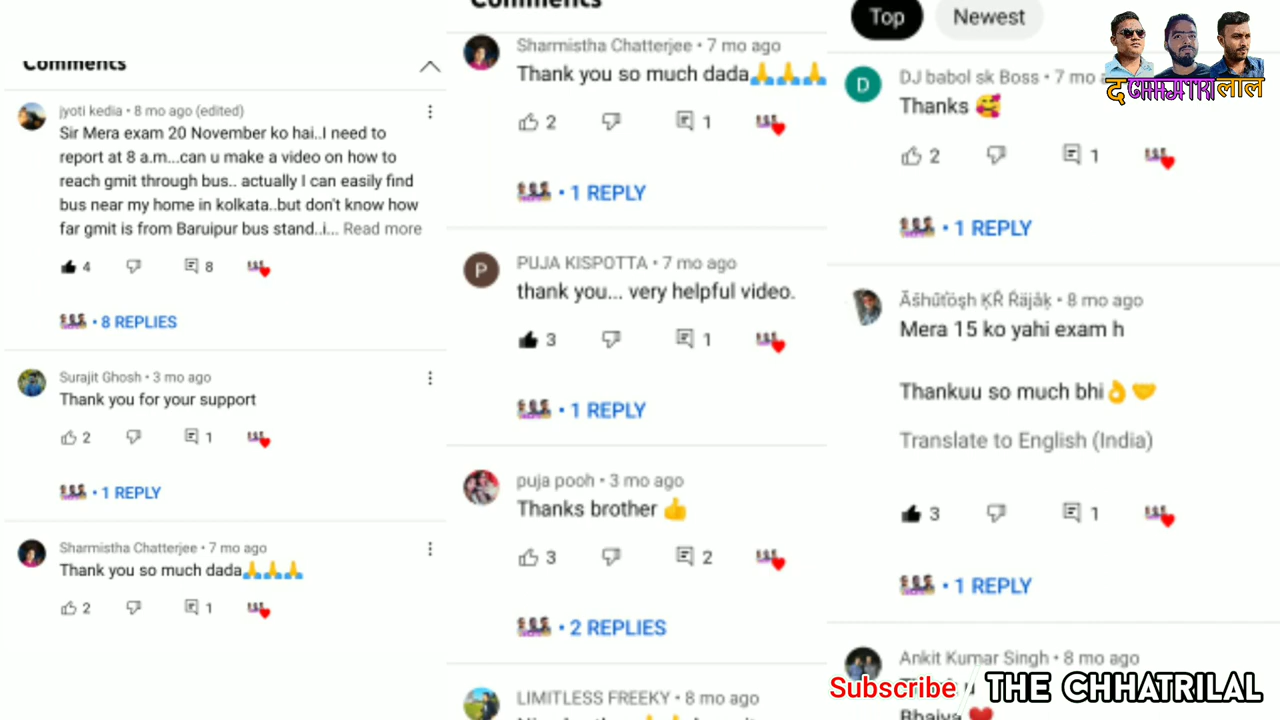 Comments
jyoti kedia • 8 mo ago (edited)
Sir Mera exam 20 November ko hai..I need to
report at 8 a.m...can u make a video on how to
reach gmit through bus.. actually I can easily find
bus near my home in kolkata..but don't know how
far gmit is from Baruipur bus stand..i... Read more
4
8
• 8 REPLIES
Surajit Ghosh • 3 mo ago
Thank you for your support
2
1
• 1 REPLY
Sharmistha Chatterjee • 7 mo ago
Thank you so much dada🙏🙏🙏
2
1
Comments
Sharmistha Chatterjee • 7 mo ago
Thank you so much dada🙏🙏🙏
2
1
• 1 REPLY
P
PUJA KISPOTTA • 7 mo ago
thank you... very helpful video.
3
1
• 1 REPLY
puja pooh • 3 mo ago
Thanks brother 👍
3
2
• 2 REPLIES
LIMITLESS FREEKY • 8 mo ago
Top
Newest
द CHHATRI लाल
D
DJ babol sk Boss • 7 mo
Thanks 🥰
2
1
• 1 REPLY
Ãšhûťöşh ĶŘ Ŕäjåķ • 8 mo ago
Mera 15 ko yahi exam h
Thankuu so much bhi👌🤝
Translate to English (India)
3
1
• 1 REPLY
Ankit Kumar Singh • 8 mo ago
Bhaiya ❤️
Subscribe
THE CHHATRILAL